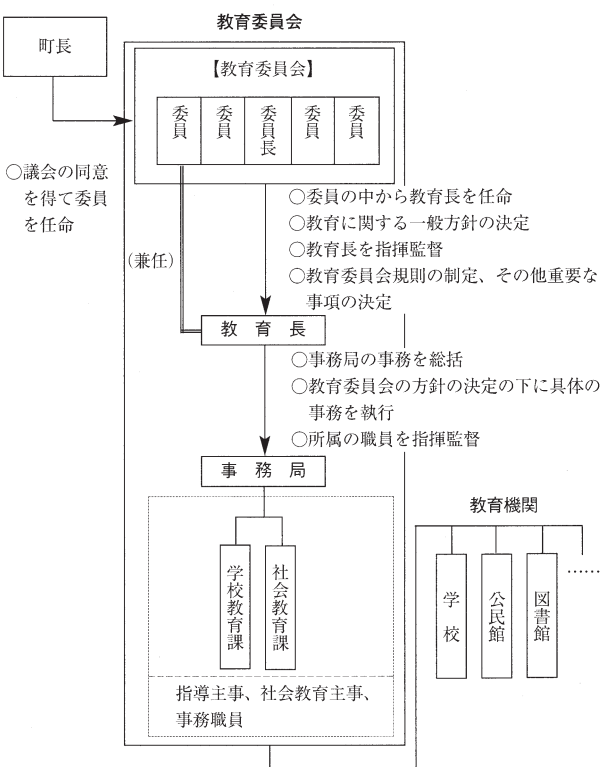 教育委員会
町長
【教育委員会】
委員
委員
委員長
委員
委員
○議会の同意
を得て委員
を任命
(兼任)
○委員の中から教育長を任命
○教育に関する一般方針の決定
○教育長を指揮監督
○教育委員会規則の制定、その他重要な
事項の決定
教育長
○事務局の事務を総括
○教育委員会の方針の決定の下に具体の
事務を執行
○所属の職員を指揮監督
事務局
学校教育課
社会教育課
指導主事、社会教育主事、
事務職員
教育機関
学校
公民館
図書館
……